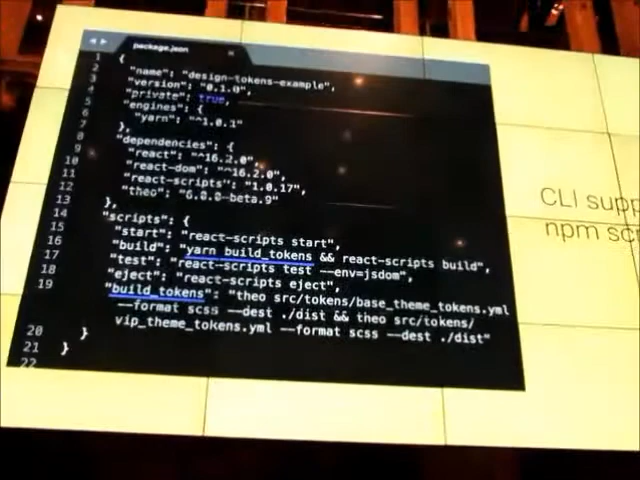 package.json
1 {
2 "name": "design-tokens-example",
3 "version": "0.1.0",
4 "private": true,
5 "engines": {
6 "yarn": "^1.0.1"
7 },
8 "dependencies": {
9 "react": "^16.2.0",
10 "react-dom": "^16.2.0",
11 "react-scripts": "1.0.17",
12 "theo": "6.0.0-beta.9"
13 },
14 "scripts": {
15 "start": "react-scripts start",
16 "build": "yarn build_tokens && react-scripts build",
17 "test": "react-scripts test --env=jsdom",
18 "eject": "react-scripts eject",
19 "build_tokens": "theo src/tokens/base_theme_tokens.yml
--format scss --dest ./dist && theo src/tokens/
vip_theme_tokens.yml --format scss --dest ./dist"
20 }
21 }
22
CLI supp
npm scr